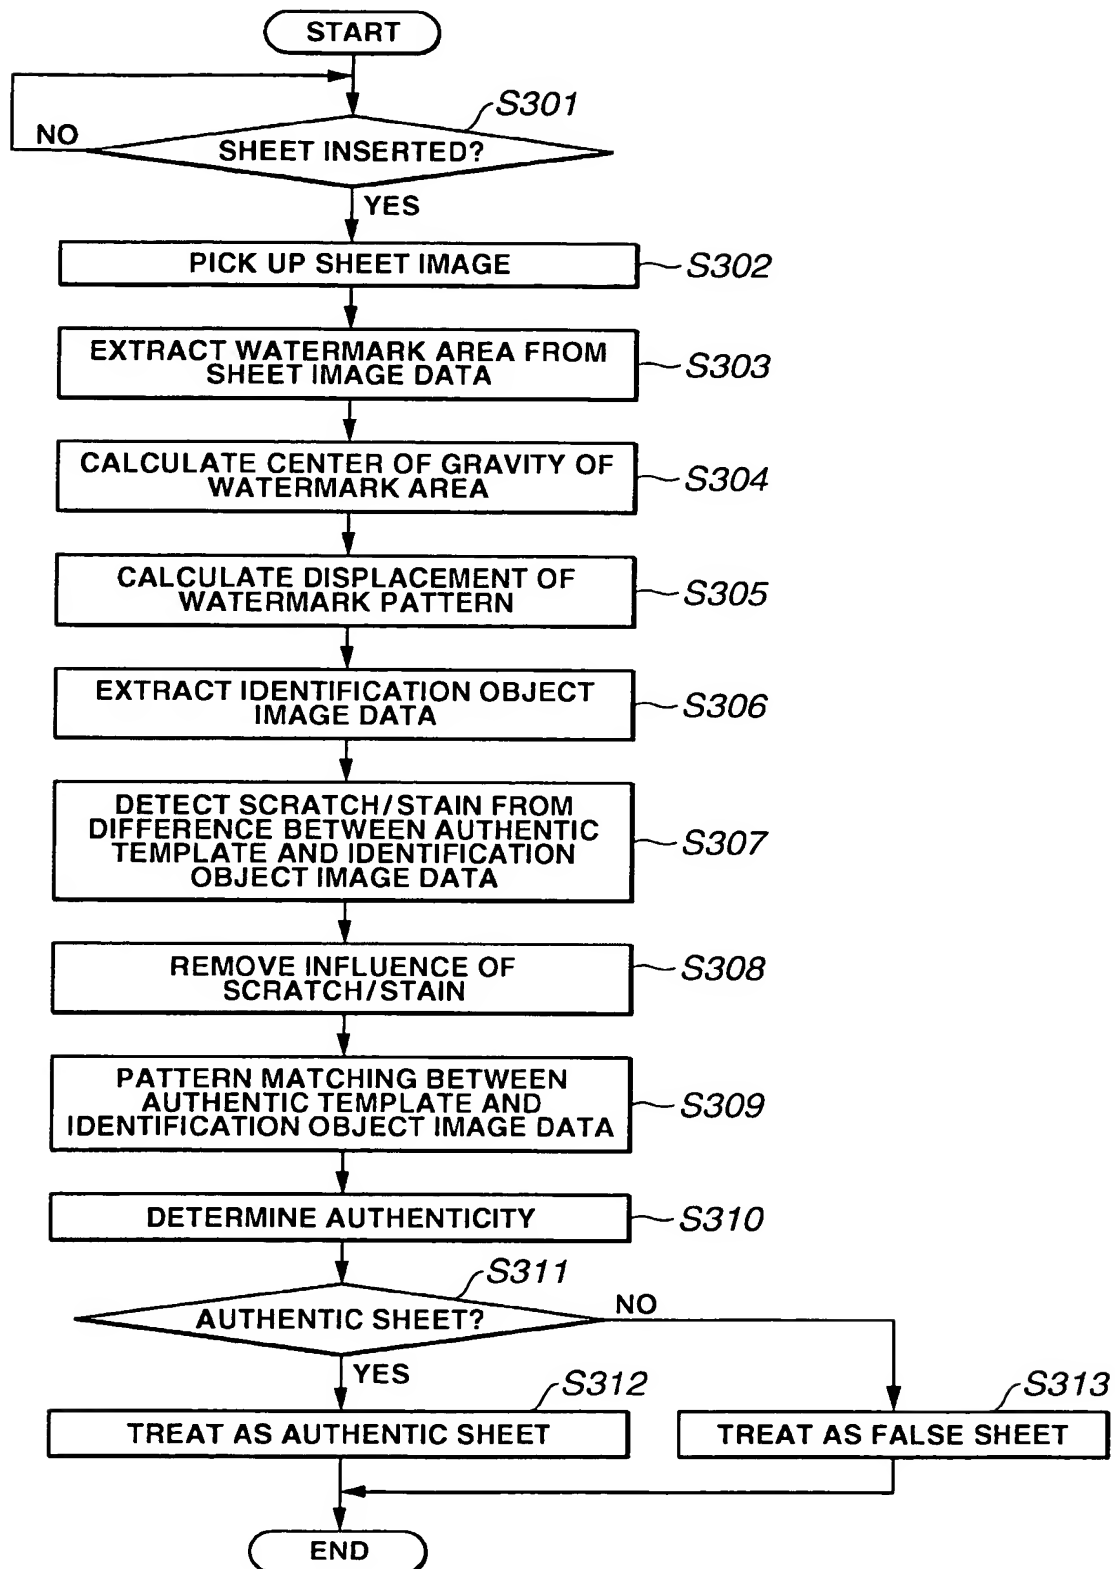 START
S301
NO
SHEET INSERTED?
YES
PICK UP SHEET IMAGE
S302
EXTRACT WATERMARK AREA FROM
SHEET IMAGE DATA
S303
CALCULATE CENTER OF GRAVITY OF
WATERMARK AREA
S304
CALCULATE DISPLACEMENT OF
WATERMARK PATTERN
S305
EXTRACT IDENTIFICATION OBJECT
IMAGE DATA
S306
DETECT SCRATCH/STAIN FROM
DIFFERENCE BETWEEN AUTHENTIC
TEMPLATE AND IDENTIFICATION
OBJECT IMAGE DATA
S307
REMOVE INFLUENCE OF
SCRATCH/STAIN
S308
PATTERN MATCHING BETWEEN
AUTHENTIC TEMPLATE AND
IDENTIFICATION OBJECT IMAGE DATA
S309
DETERMINE AUTHENTICITY
S310
S311
AUTHENTIC SHEET?
NO
YES
S312
S313
TREAT AS AUTHENTIC SHEET
TREAT AS FALSE SHEET
END